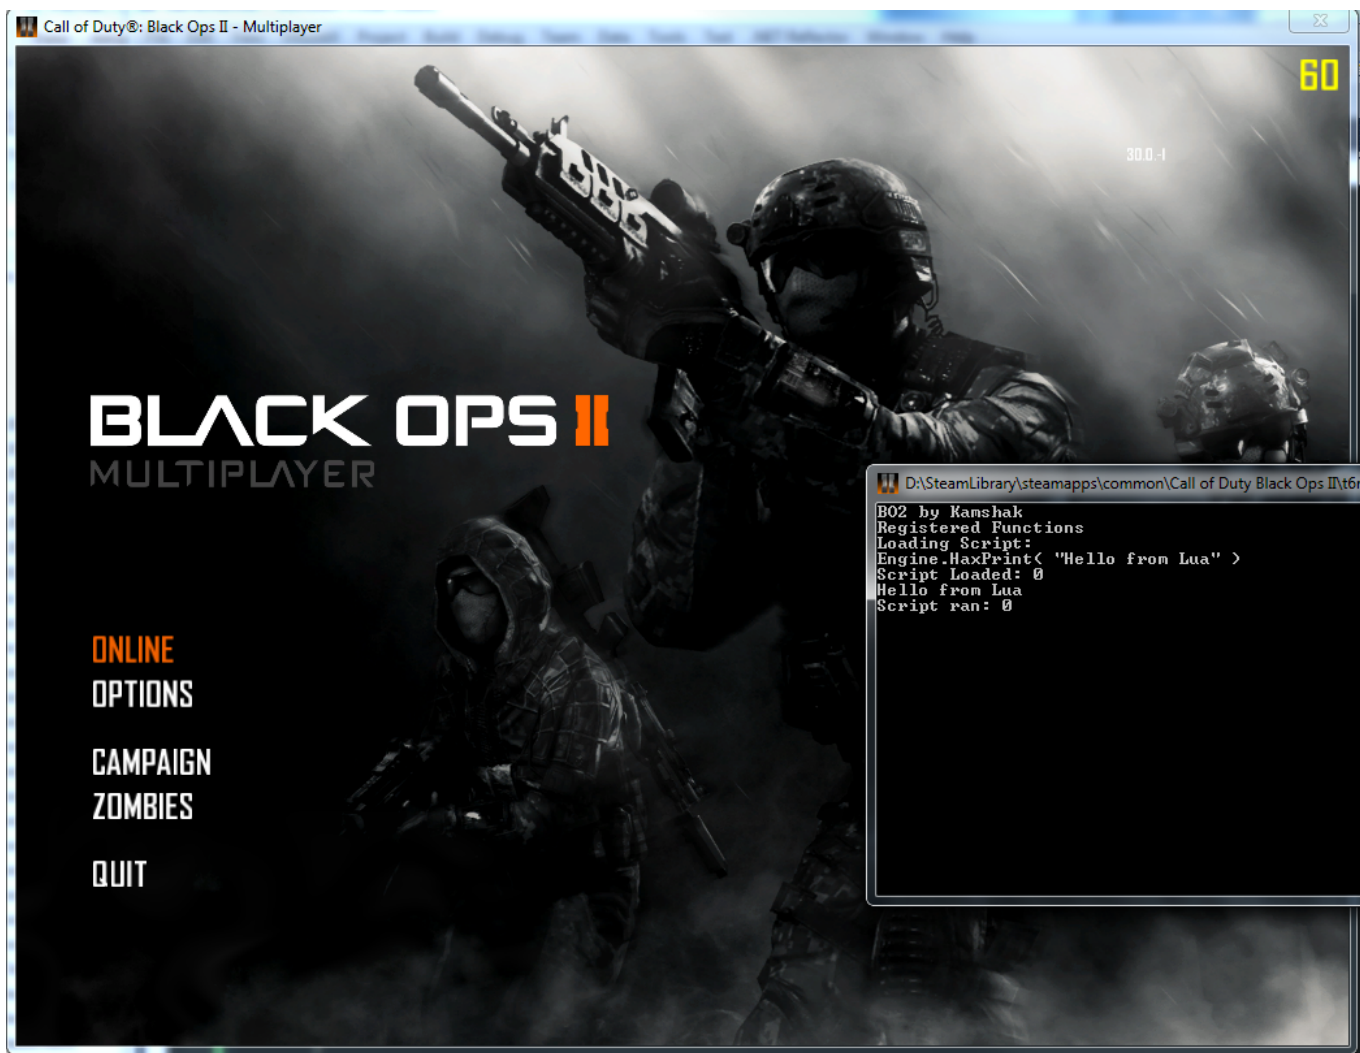 Call of Duty®: Black Ops II - Multiplayer
60
30.0.-1
BLACK OPS II
MULTIPLAYER
D:\SteamLibrary\steamapps\common\Call of Duty Black Ops II\t6r
BO2 by Kamshak
Registered Functions
Loading Script:
Engine.HaxPrint( "Hello from Lua" )
Script Loaded: 0
Hello from Lua
Script ran: 0
ONLINE
OPTIONS
CAMPAIGN
ZOMBIES
QUIT